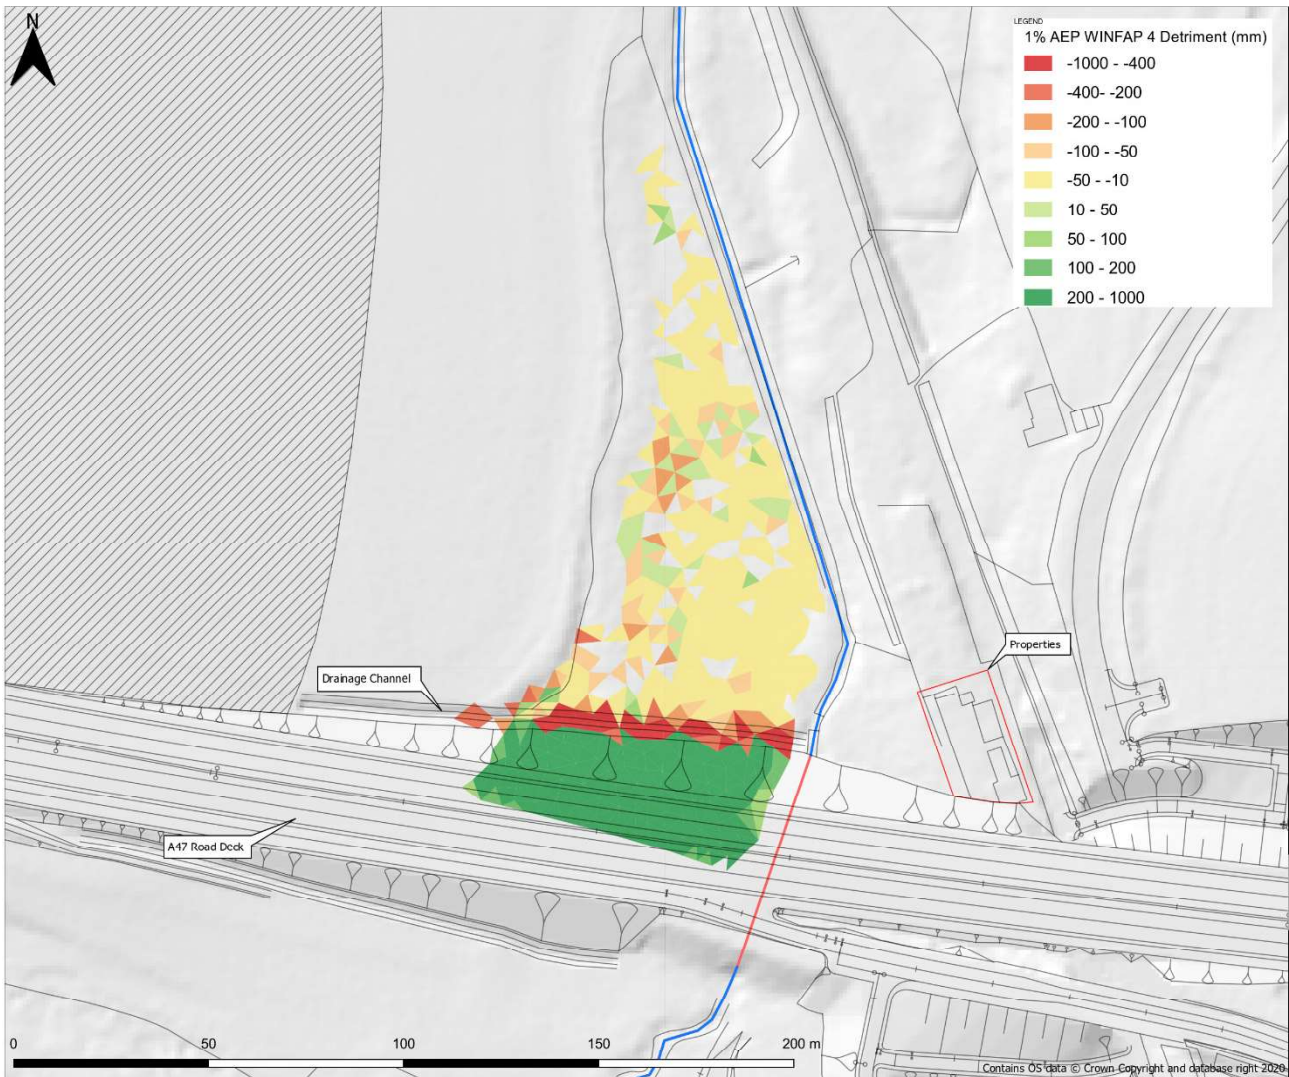 N
LEGEND
1% AEP WINFAP 4 Detriment (mm)
-1000 - -400
-400- -200
-200 - -100
-100 - -50
-50 - -10
10 - 50
50 - 100
100 - 200
200 - 1000
Properties
Drainage Channel
A47 Road Deck
0 50 100 150 200 m
Contains OS data © Crown Copyright and database right 2020